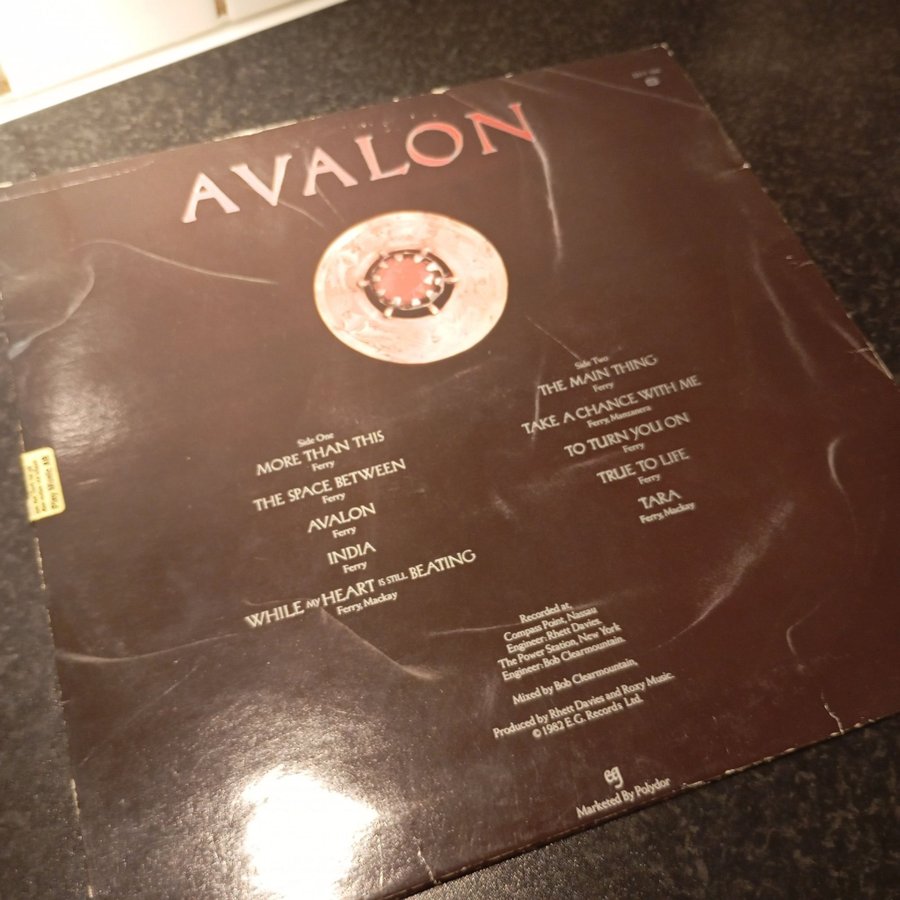 AVALON
Side One
MORE THAN THIS
Ferry
THE SPACE BETWEEN
Ferry
AVALON
Ferry
INDIA
Ferry
WHILE MY HEART IS STILL BEATING
Ferry, Mackay
Side Two
THE MAIN THING
Ferry
TAKE A CHANCE WITH ME
Ferry, Manzanera
TO TURN YOU ON
Ferry
TRUE TO LIFE
Ferry
TARA
Ferry, Mackay
Recorded at,
Compass Point, Nassau
Engineer: Rhett Davies.
The Power Station, New York
Engineer: Bob Clearmountain.
Mixed by Bob Clearmountain,
Produced by Rhett Davies and Roxy Music.
© 1982 E.G. Records Ltd.
eg
Marketed By Polydor